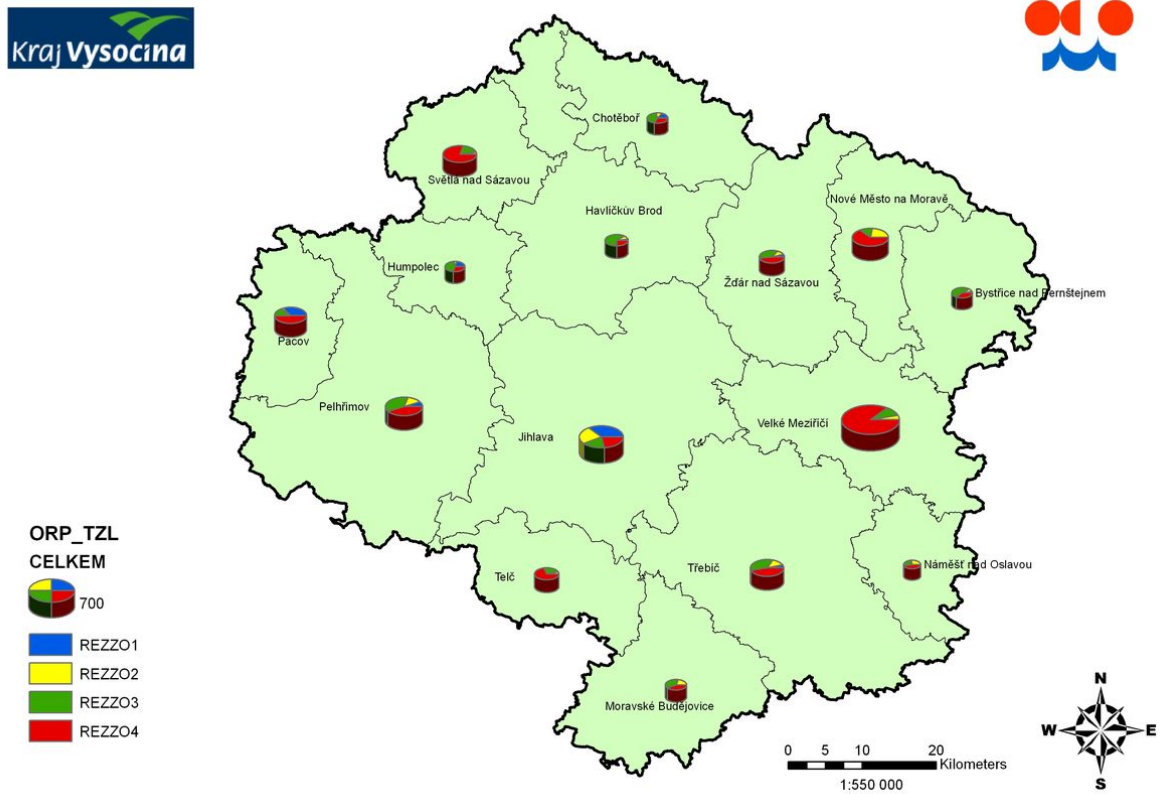 Kraj Vysočina
Chotěboř
Světlá nad Sázavou
Nové Město na Moravě
Havlíčkův Brod
Humpolec
Žďár nad Sázavou
Bystřice nad Pernštejnem
Pacov
Pelhřimov
Velké Meziříčí
Jihlava
ORP_TZL
CELKEM
700
REZZO1
REZZO2
REZZO3
REZZO4
Telč
Třebíč
Náměšť nad Oslavou
Moravské Budějovice
N
W E
S
0 5 10 20
Kilometers
1:550 000